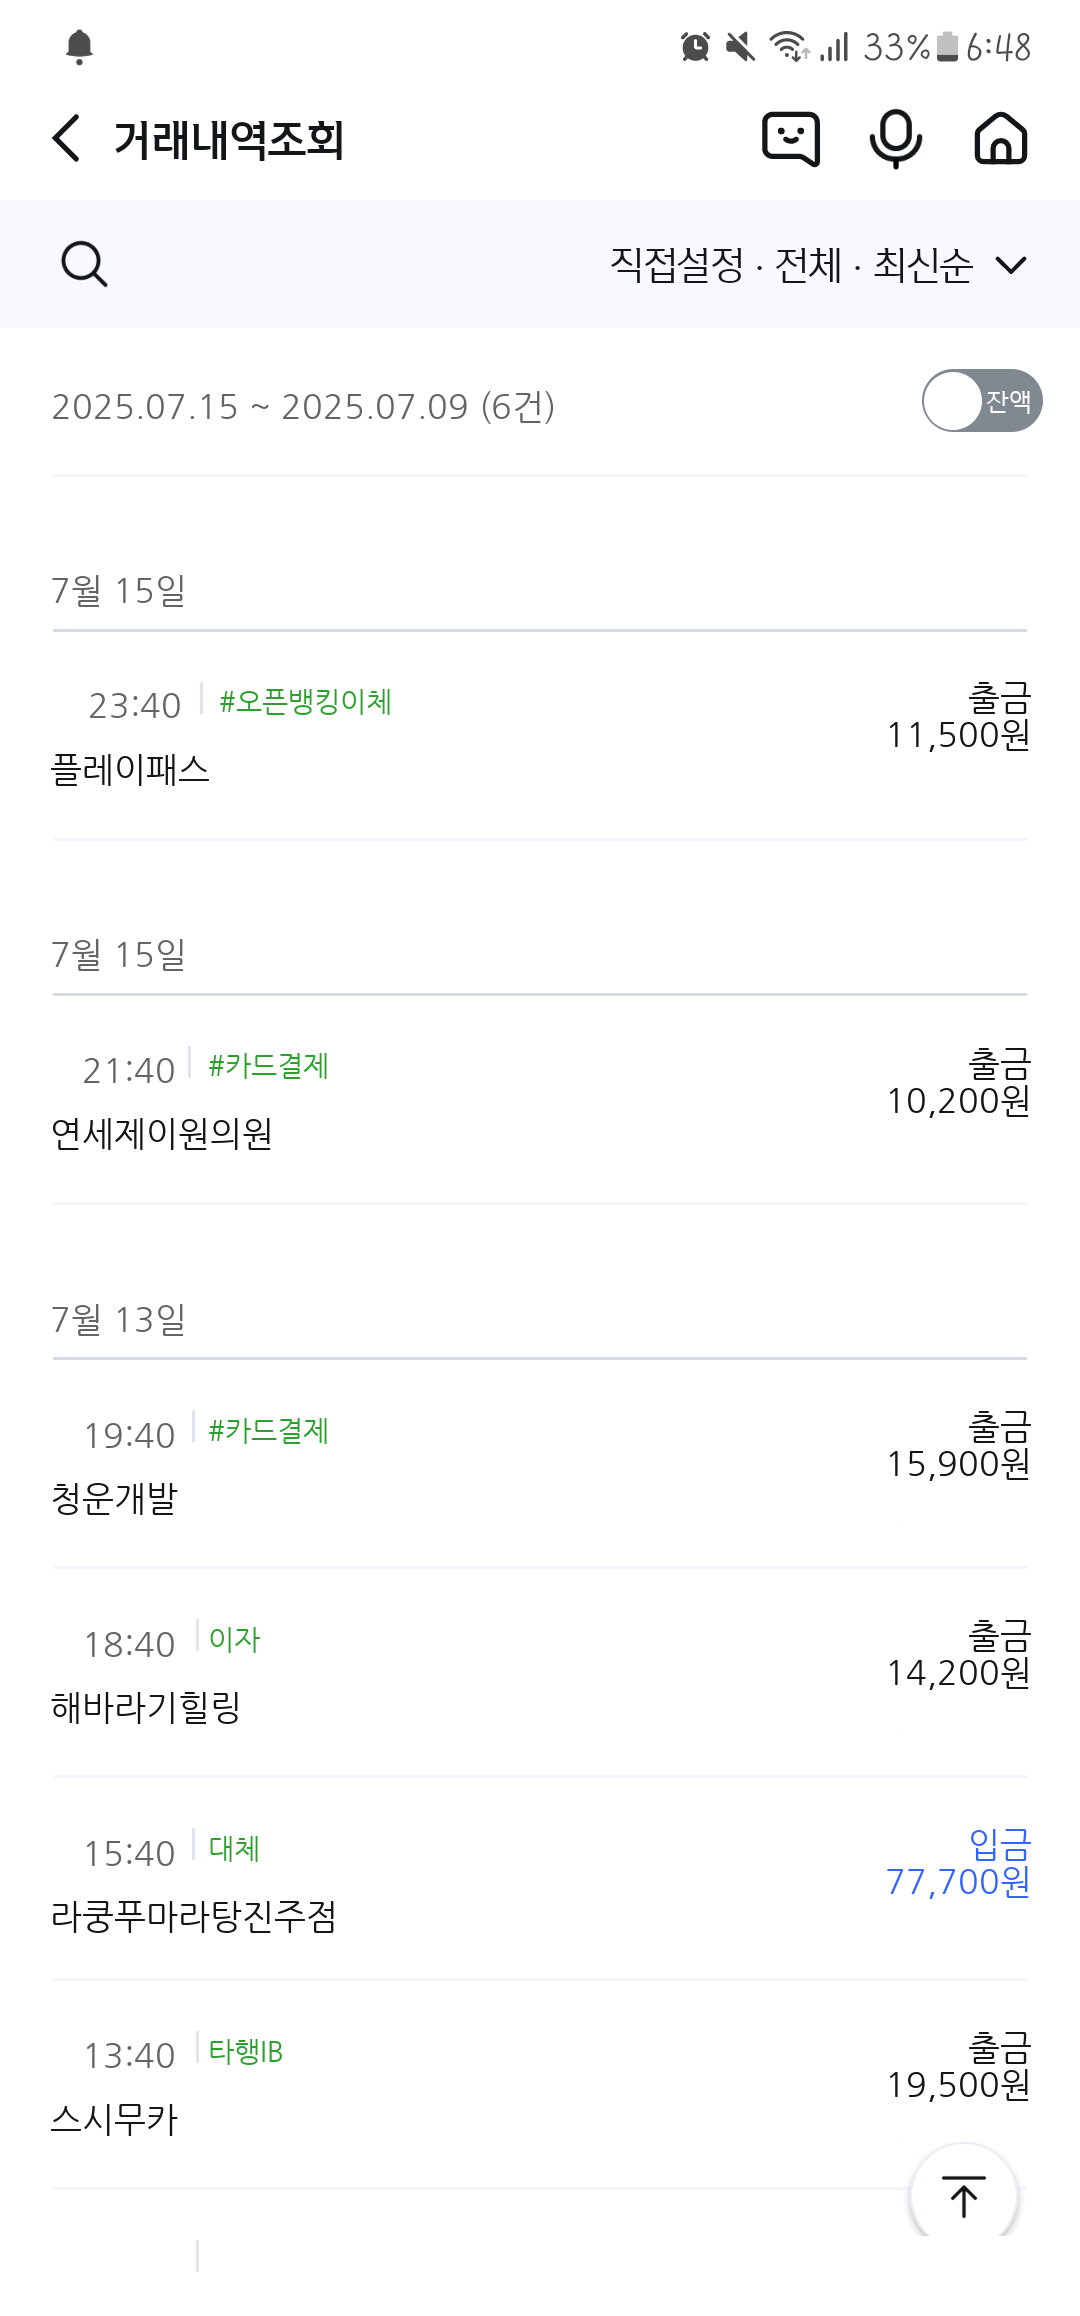 33% 6:48
거래내역조회
직접설정 · 전체 · 최신순
2025.07.15 ~ 2025.07.09 (6건)
잔액
7월 15일
23:40 #오픈뱅킹이체
출금
11,500원
플레이패스
7월 15일
21:40 #카드결제
출금
10,200원
연세제이원의원
7월 13일
19:40 #카드결제
출금
15,900원
청운개발
18:40 이자
출금
14,200원
해바라기힐링
15:40 대체
입금
77,700원
라쿵푸마라탕진주점
13:40 타행IB
출금
19,500원
스시무카